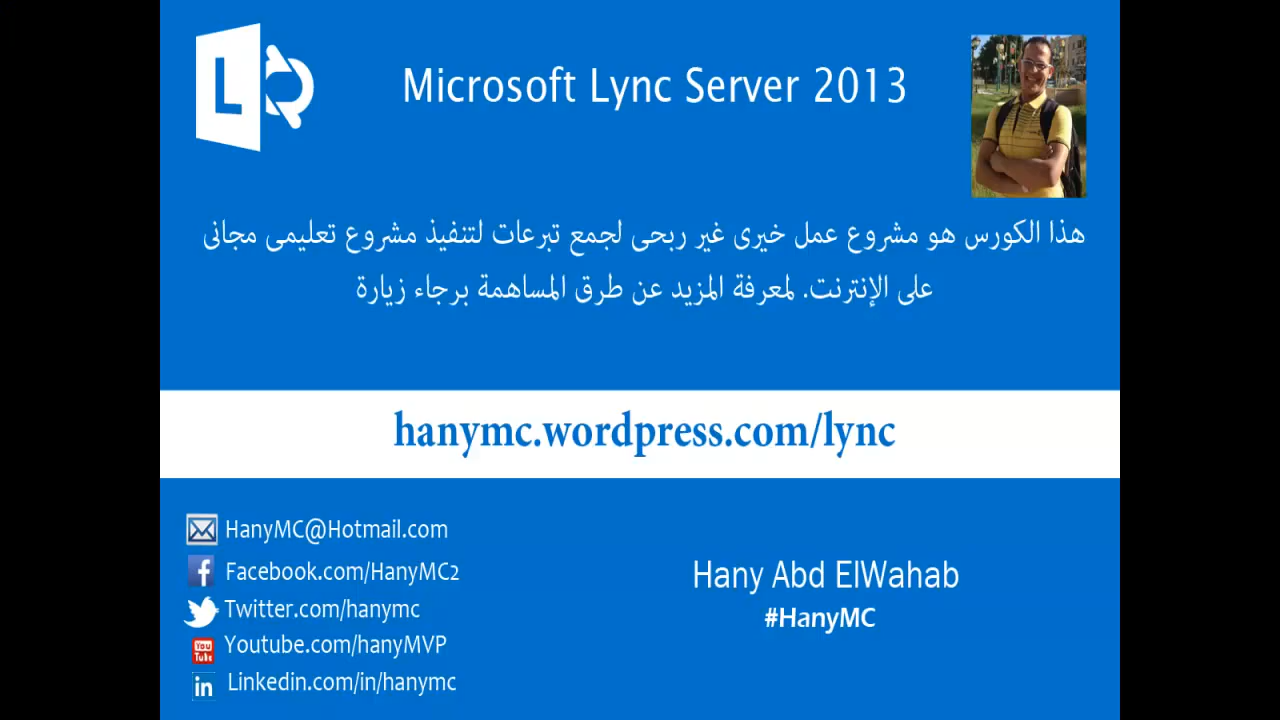 Microsoft Lync Server 2013
هذا الكورس هو مشروع عمل خيرى غير ربحى لجمع تبرعات لتنفيذ مشروع تعليمى مجانى
على الإنترنت. لمعرفة المزيد عن طرق المساهمة برجاء زيارة
hanymc.wordpress.com/lync
HanyMC@Hotmail.com
Facebook.com/HanyMC2
Twitter.com/hanymc
Youtube.com/hanyMVP
Linkedin.com/in/hanymc
Hany Abd ElWahab
#HanyMC